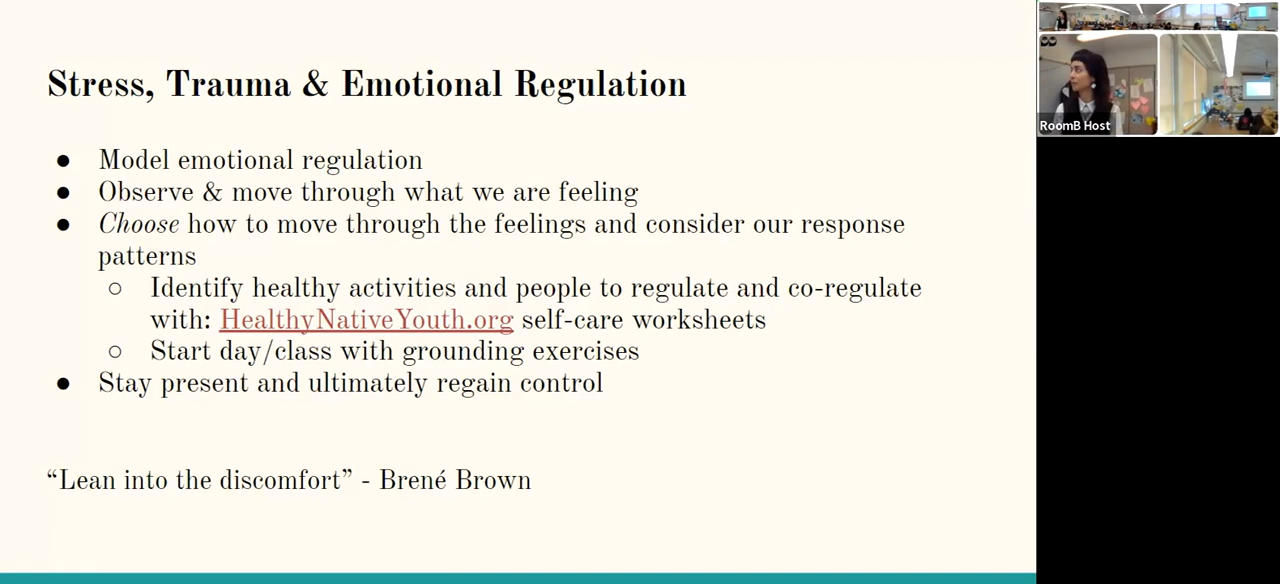 Stress, Trauma & Emotional Regulation
● Model emotional regulation
● Observe & move through what we are feeling
● Choose how to move through the feelings and consider our response
patterns
○ Identify healthy activities and people to regulate and co-regulate
with: HealthyNativeYouth.org self-care worksheets
○ Start day/class with grounding exercises
● Stay present and ultimately regain control
“Lean into the discomfort” - Brené Brown
RoomB Host